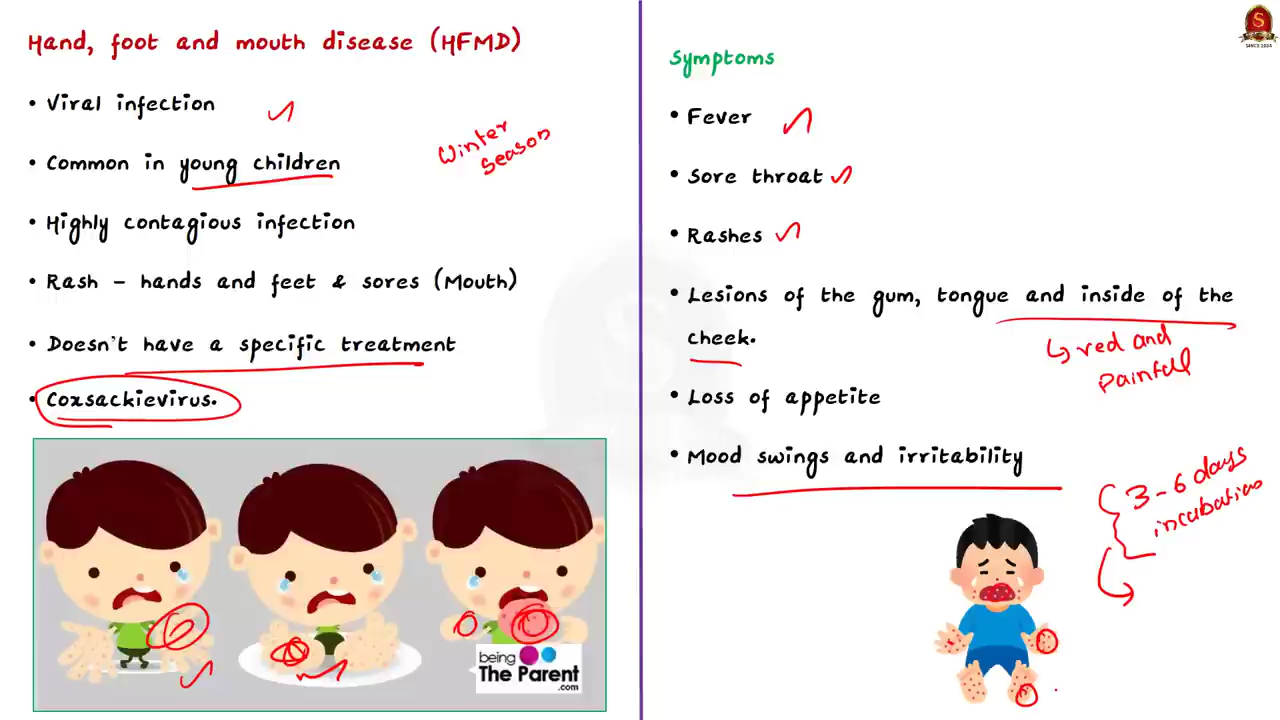 Hand, foot and mouth disease (HFMD)
• Viral infection
• Common in young children
Winter
season
• Highly contagious infection
• Rash – hands and feet & sores (Mouth)
• Doesn't have a specific treatment
• Coxsackievirus.
being
The Parent
.com
S
SINCE 2004
Symptoms
• Fever
• Sore throat
• Rashes
• Lesions of the gum, tongue and inside of the
cheek.
red and
painful
• Loss of appetite
• Mood swings and irritability
3-6 days
incubation